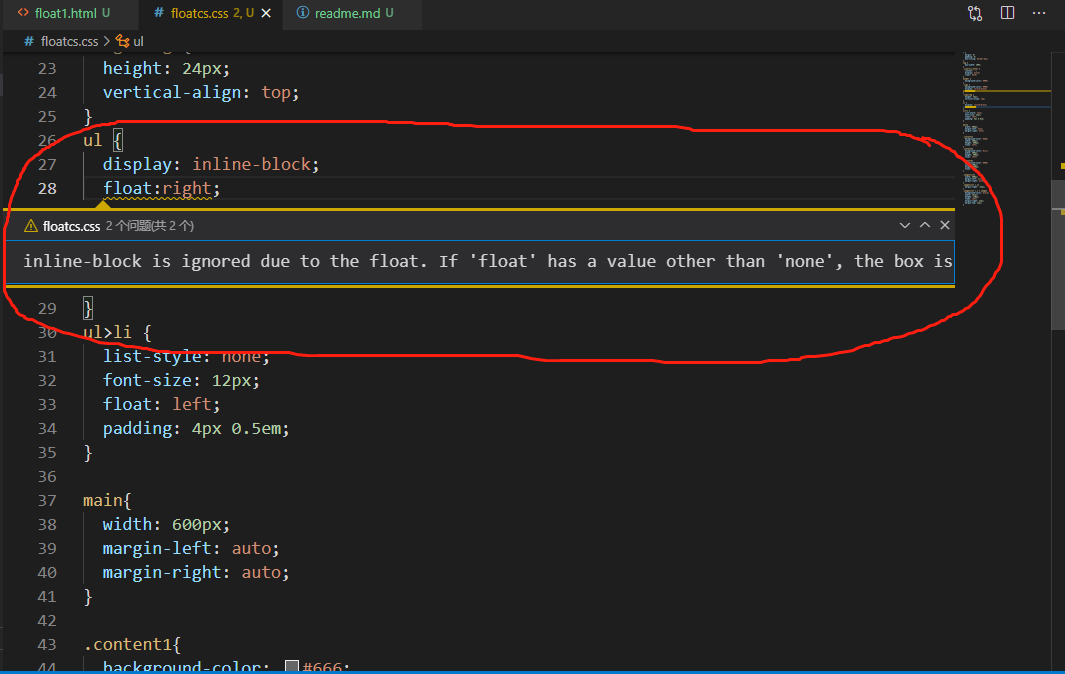 float1.html U
# floatcs.css 2, U
readme.md U
# floatcs.css > ul
23 height: 24px;
24 vertical-align: top;
25 }
26 ul {
27 display: inline-block;
28 float:right;
floatcs.css 2 个问题(共 2 个)
inline-block is ignored due to the float. If 'float' has a value other than 'none', the box is
29 }
30 ul>li {
31 list-style: none;
32 font-size: 12px;
33 float: left;
34 padding: 4px 0.5em;
35 }
36
37 main{
38 width: 600px;
39 margin-left: auto;
40 margin-right: auto;
41 }
42
43 .content1{
44 background-color: #666;